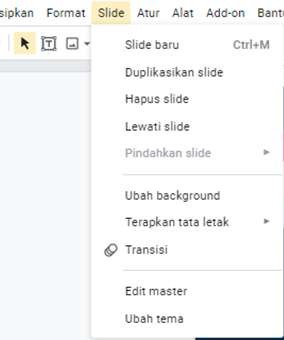 sipkan Format Slide Atur Alat Add-on Bant
Slide baru Ctrl+M
Duplikasikan slide
Hapus slide
Lewati slide
Pindahkan slide
Ubah background
Terapkan tata letak
Transisi
Edit master
Ubah tema